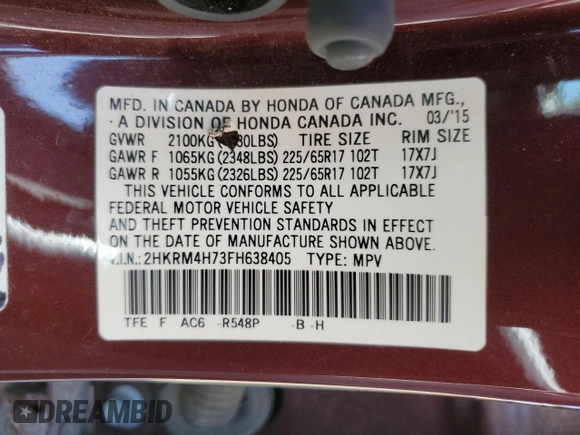 MFD. IN CANADA BY HONDA OF CANADA MFG.,
A DIVISION OF HONDA CANADA INC. 03/'15
GVWR 2100KG 80LBS) TIRE SIZE RIM SIZE
GAWR F 1065KG (2348LBS) 225/65R17 102T 17X7J
GAWR R 1055KG (2326LBS) 225/65R17 102T 17X7J
THIS VEHICLE CONFORMS TO ALL APPLICABLE
FEDERAL MOTOR VEHICLE SAFETY
AND THEFT PREVENTION STANDARDS IN EFFECT
ON THE DATE OF MANUFACTURE SHOWN ABOVE.
V.I.N.: 2HKRM4H73FH638405 TYPE: MPV
TFE F AC6 -R548P -B -H
DREAMBID